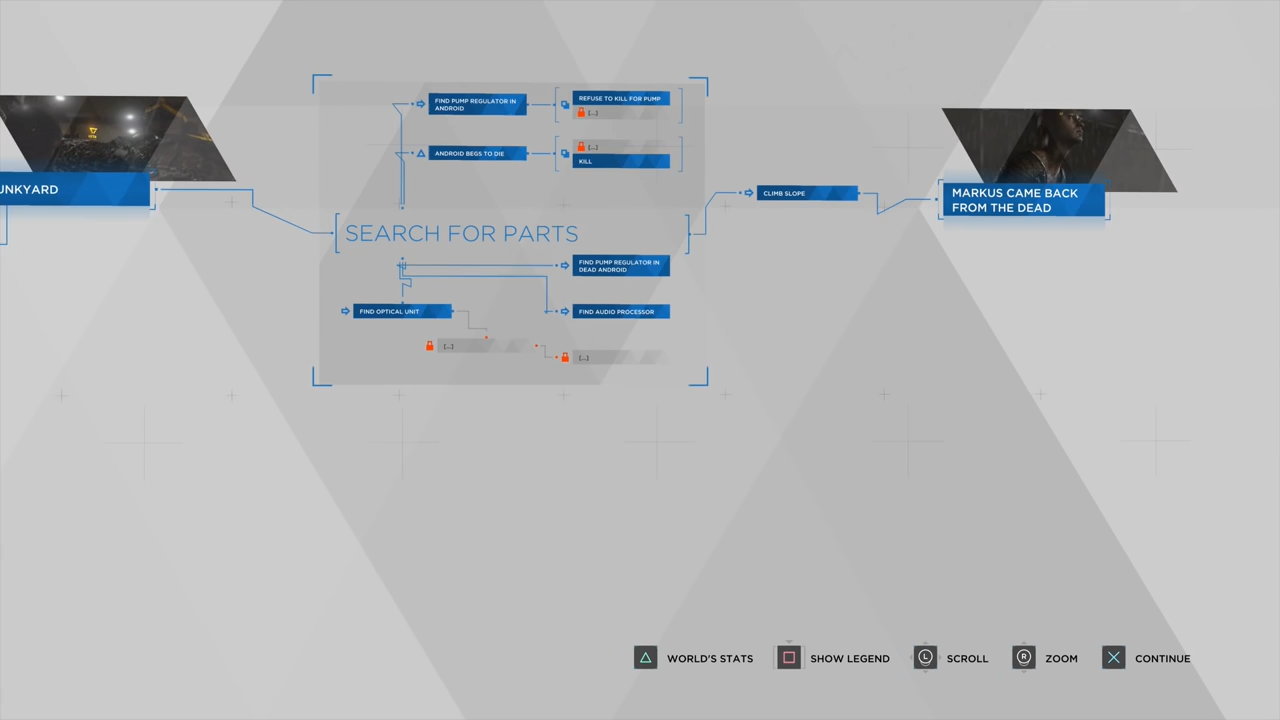 FIND PUMP REGULATOR IN
ANDROID
REFUSE TO KILL FOR PUMP
[...]
ANDROID BEGS TO DIE
[...]
KILL
UNKYARD
SEARCH FOR PARTS
CLIMB SLOPE
MARKUS CAME BACK
FROM THE DEAD
FIND PUMP REGULATOR IN
DEAD ANDROID
FIND OPTICAL UNIT
FIND AUDIO PROCESSOR
[...]
[...]
WORLD'S STATS
SHOW LEGEND
L
SCROLL
R
ZOOM
CONTINUE